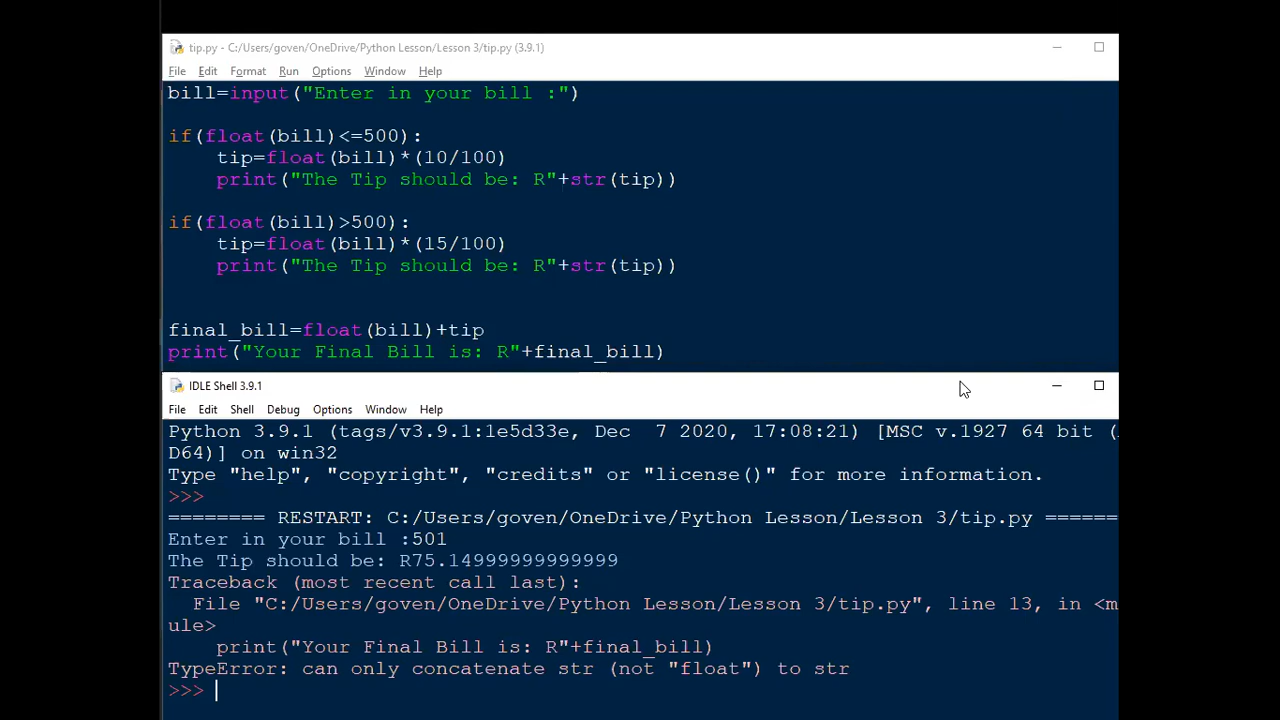 tip.py - C:/Users/goven/OneDrive/Python Lesson/Lesson 3/tip.py (3.9.1)
File Edit Format Run Options Window Help
bill=input("Enter in your bill :")
if(float(bill)<=500):
    tip=float(bill)*(10/100)
    print("The Tip should be: R"+str(tip))
if(float(bill)>500):
    tip=float(bill)*(15/100)
    print("The Tip should be: R"+str(tip))
final_bill=float(bill)+tip
print("Your Final Bill is: R"+final_bill)
IDLE Shell 3.9.1
File Edit Shell Debug Options Window Help
Python 3.9.1 (tags/v3.9.1:1e5d33e, Dec  7 2020, 17:08:21) [MSC v.1927 64 bit (
D64)] on win32
Type "help", "copyright", "credits" or "license()" for more information.
>>>
======== RESTART: C:/Users/goven/OneDrive/Python Lesson/Lesson 3/tip.py ======
Enter in your bill :501
The Tip should be: R75.14999999999999
Traceback (most recent call last):
  File "C:/Users/goven/OneDrive/Python Lesson/Lesson 3/tip.py", line 13, in <m
ule>
    print("Your Final Bill is: R"+final_bill)
TypeError: can only concatenate str (not "float") to str
>>>